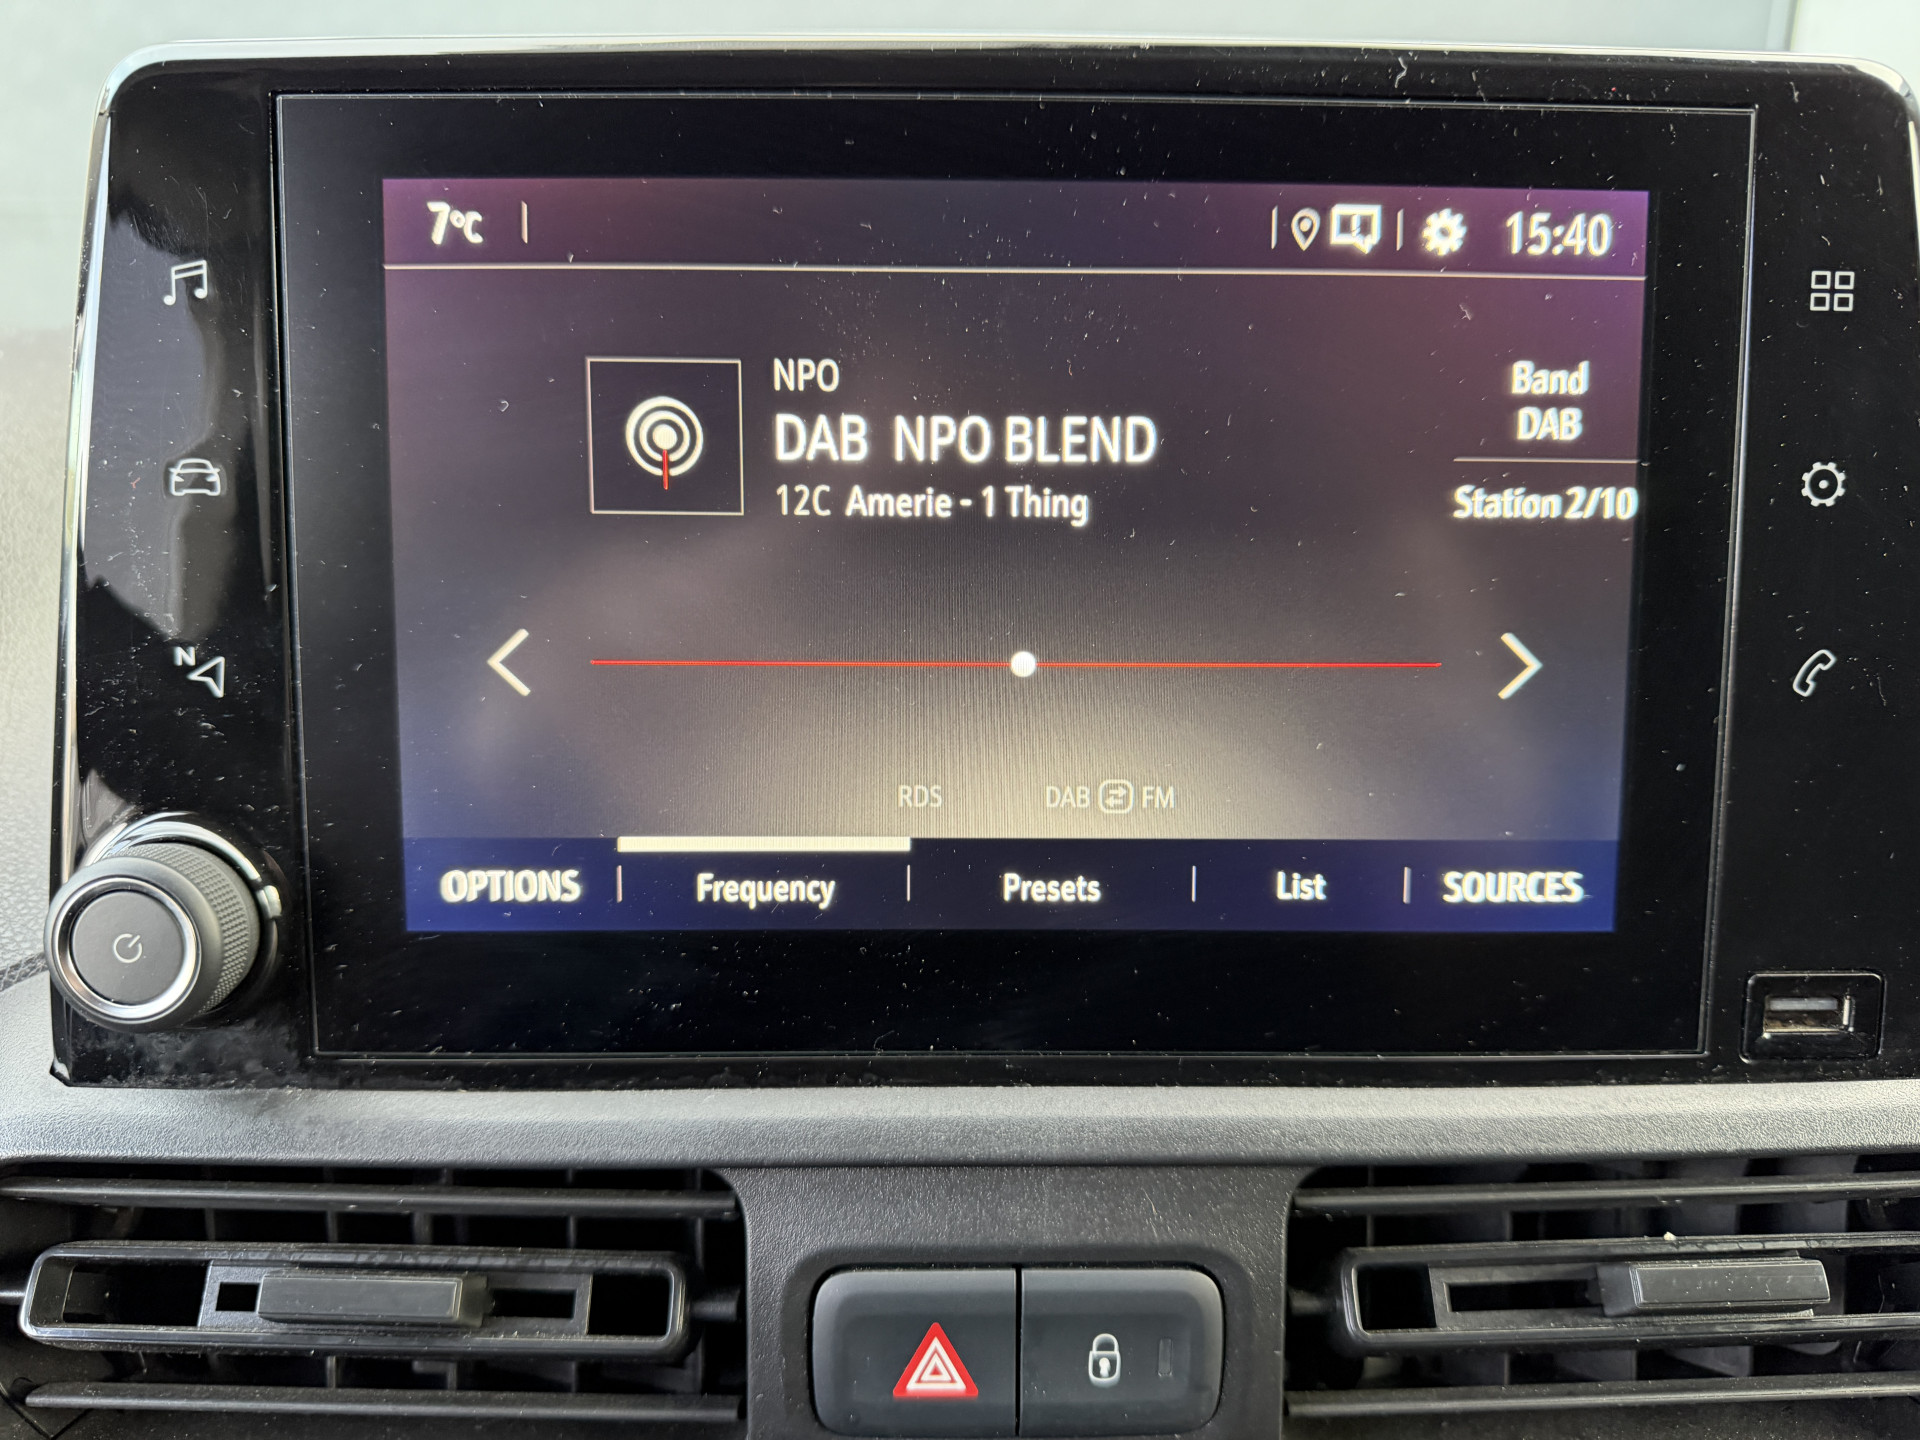 7°C
15:40
NPO
DAB NPO BLEND
12C Amerie - 1 Thing
Band
DAB
Station 2/10
N
RDS
DAB FM
OPTIONS
Frequency
Presets
List
SOURCES